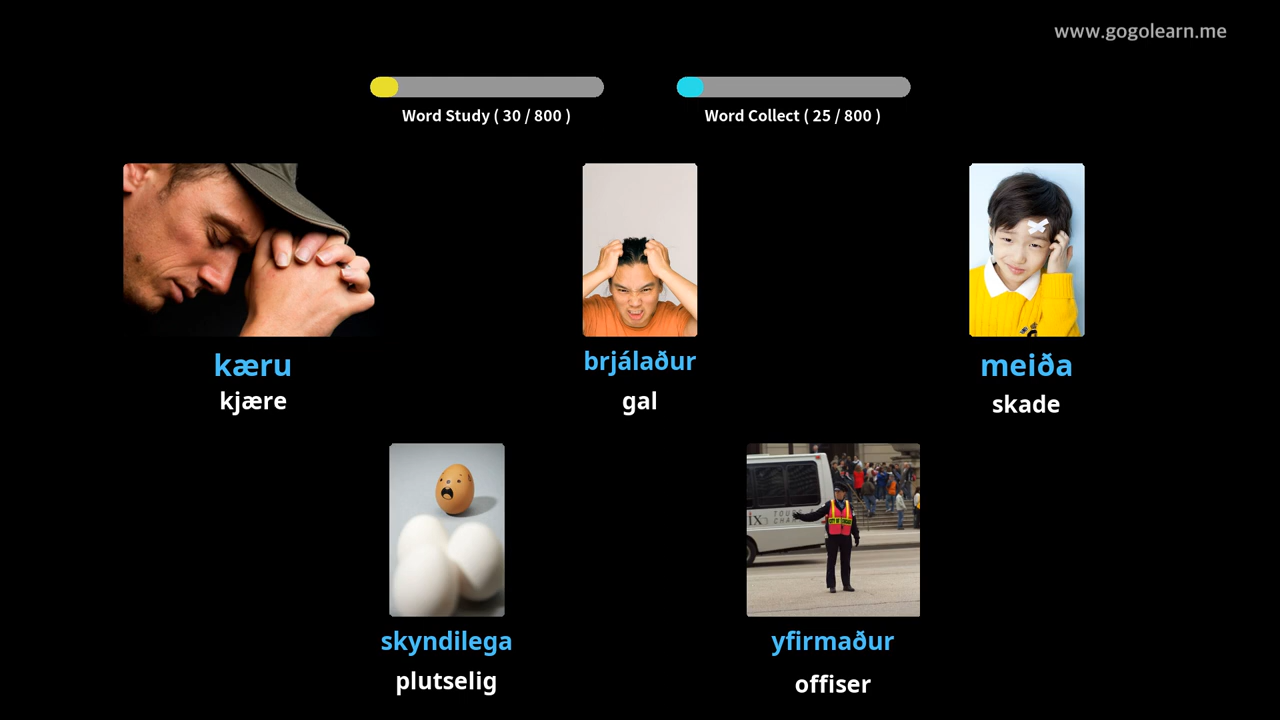 www.gogolearn.me
Word Study ( 30 / 800 )
Word Collect ( 25 / 800 )
kæru
kjære
brjálaður
gal
meiða
skade
skyndilega
plutselig
yfirmaður
offiser